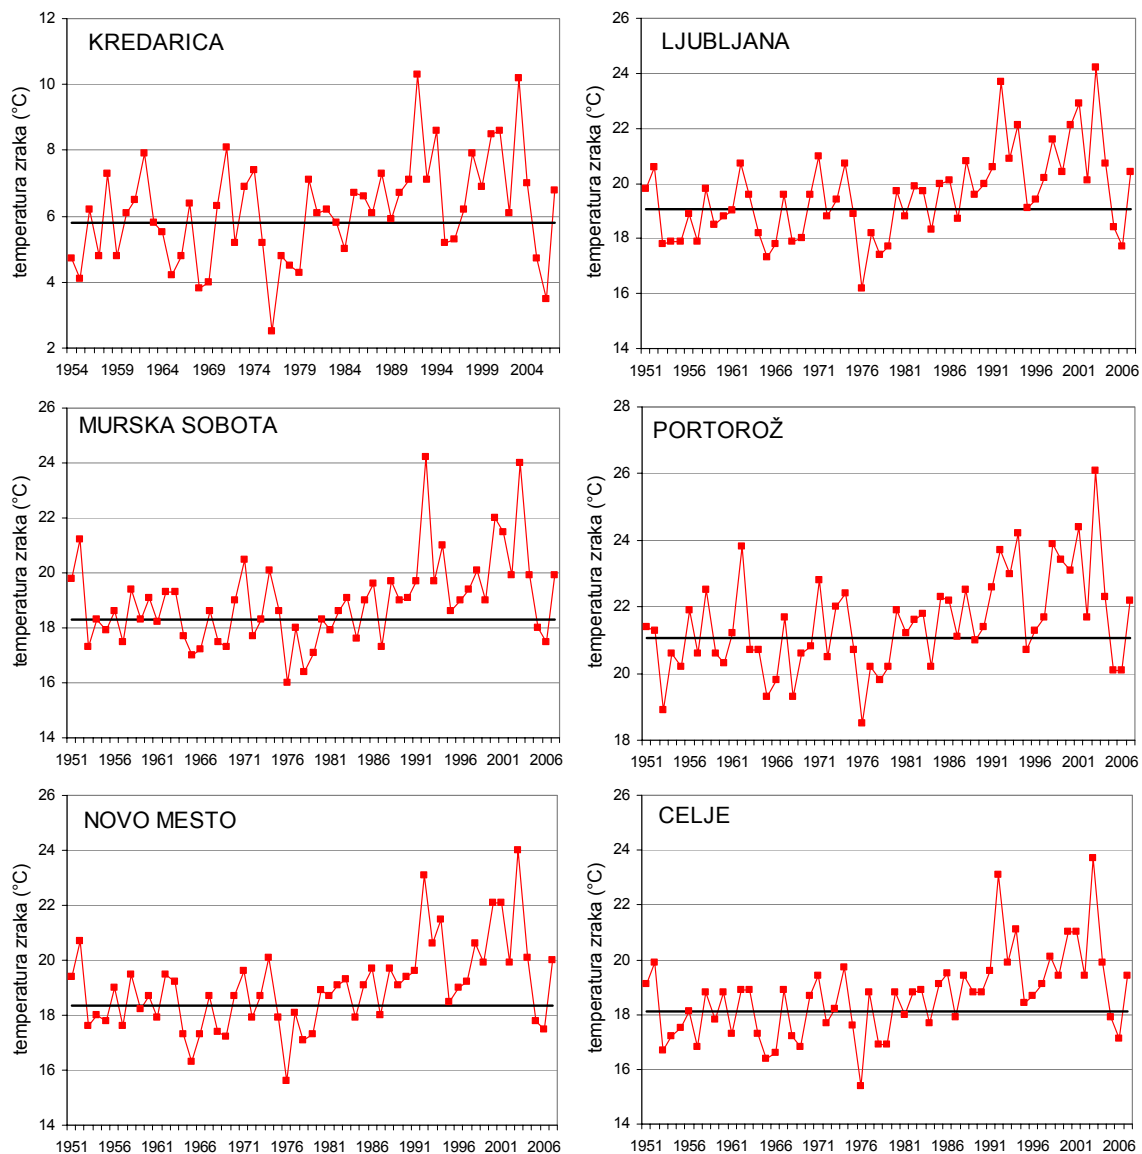 KREDARICA
temperatura zraka (°C)
12
10
8
6
4
2
1954 1959 1964 1969 1974 1979 1984 1989 1994 1999 2004
LJUBLJANA
temperatura zraka (°C)
26
24
22
20
18
16
14
1951 1956 1961 1966 1971 1976 1981 1986 1991 1996 2001 2006
MURSKA SOBOTA
temperatura zraka (°C)
26
24
22
20
18
16
14
1951 1956 1961 1966 1971 1976 1981 1986 1991 1996 2001 2006
PORTOROŽ
temperatura zraka (°C)
28
26
24
22
20
18
1951 1956 1961 1966 1971 1976 1981 1986 1991 1996 2001 2006
NOVO MESTO
temperatura zraka (°C)
26
24
22
20
18
16
14
1951 1956 1961 1966 1971 1976 1981 1986 1991 1996 2001 2006
CELJE
temperatura zraka (°C)
26
24
22
20
18
16
14
1951 1956 1961 1966 1971 1976 1981 1986 1991 1996 2001 2006